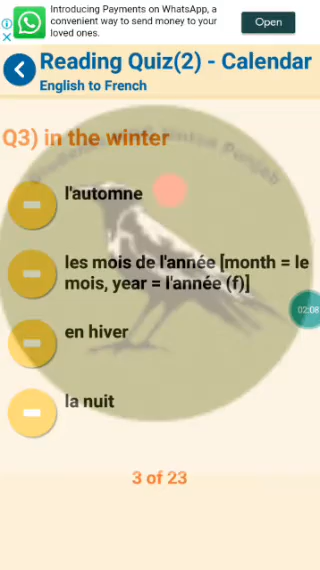 Introducing Payments on WhatsApp, a
convenient way to send money to your
loved ones.
Open
Reading Quiz(2) - Calendar
English to French
Q3) in the winter
l'automne
les mois de l'année [month = le
mois, year = l'année (f)]
en hiver
02:08
la nuit
3 of 23